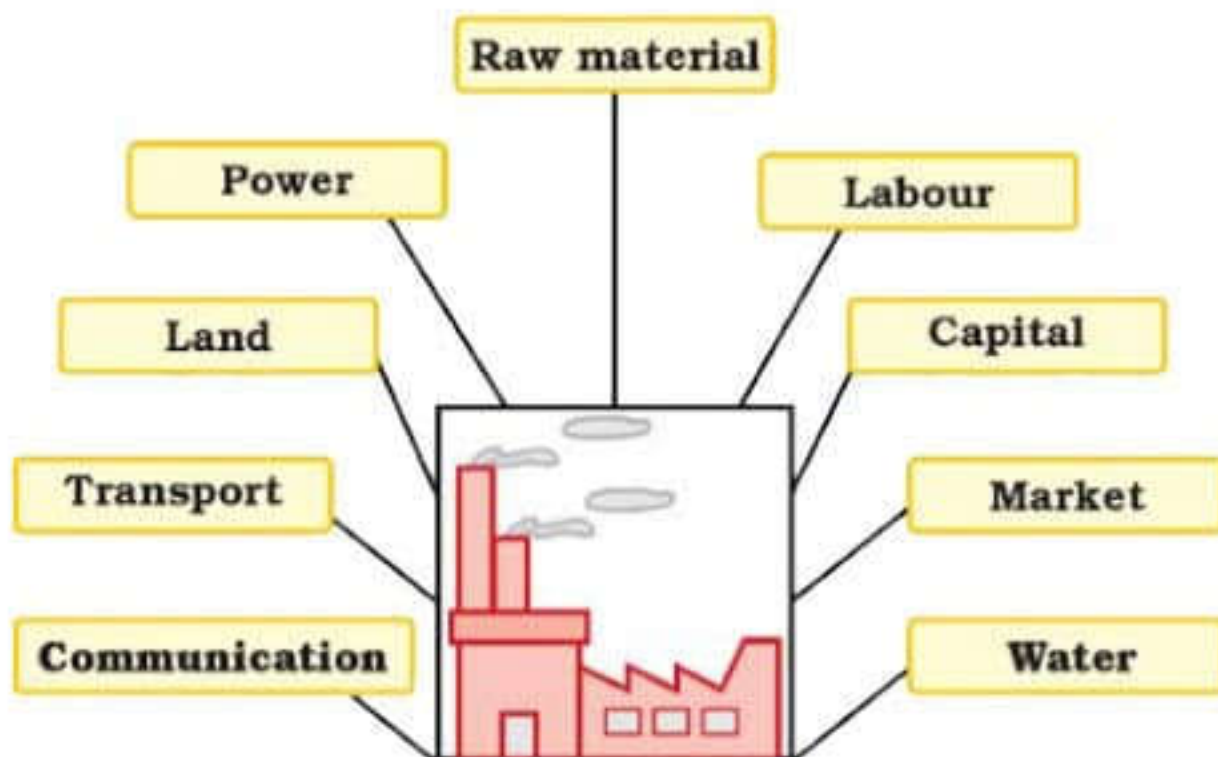 Raw material
Power
Labour
Land
Capital
Transport
Market
Communication
Water